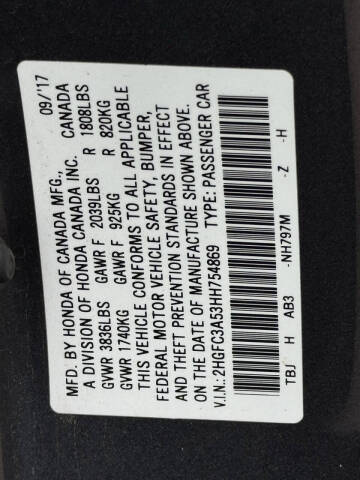 MFD. BY HONDA OF CANADA MFG., 09/'17
A DIVISION OF HONDA CANADA INC. CANADA
GVWR 3836LBS GAWR F 2039LBS R 1808LBS
GVWR 1740KG GAWR F 925KG R 820KG
THIS VEHICLE CONFORMS TO ALL APPLICABLE
FEDERAL MOTOR VEHICLE SAFETY, BUMPER,
AND THEFT PREVENTION STANDARDS IN EFFECT
ON THE DATE OF MANUFACTURE SHOWN ABOVE.
V.I.N.:2HGFC3A53HH754869 TYPE: PASSENGER CAR
TBJ H AB3 -NH797M -Z -H